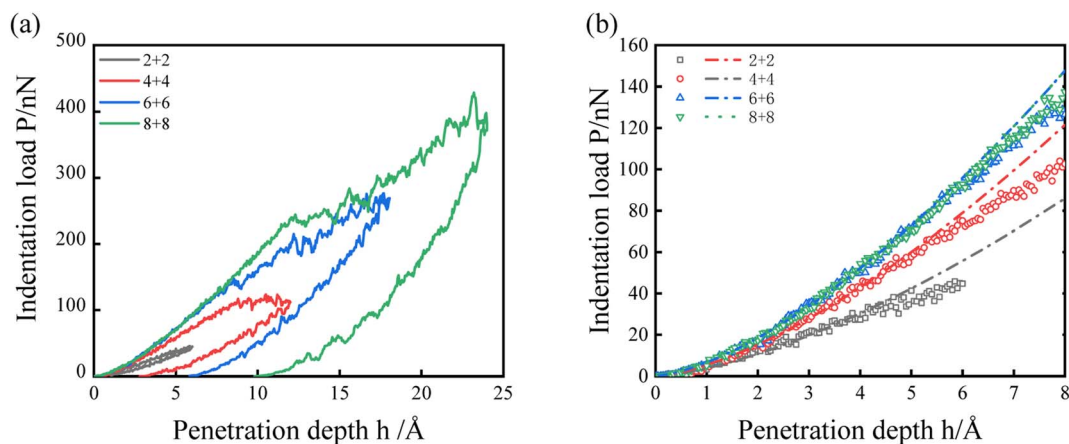 (a)
500
400
300
200
100
0
Indentation load P/nN
2+2
4+4
6+6
8+8
0 5 10 15 20 25
Penetration depth h /Å
(b)
160
140
120
100
80
60
40
20
0
Indentation load P/nN
2+2
4+4
6+6
8+8
0 1 2 3 4 5 6 7 8
Penetration depth h/Å